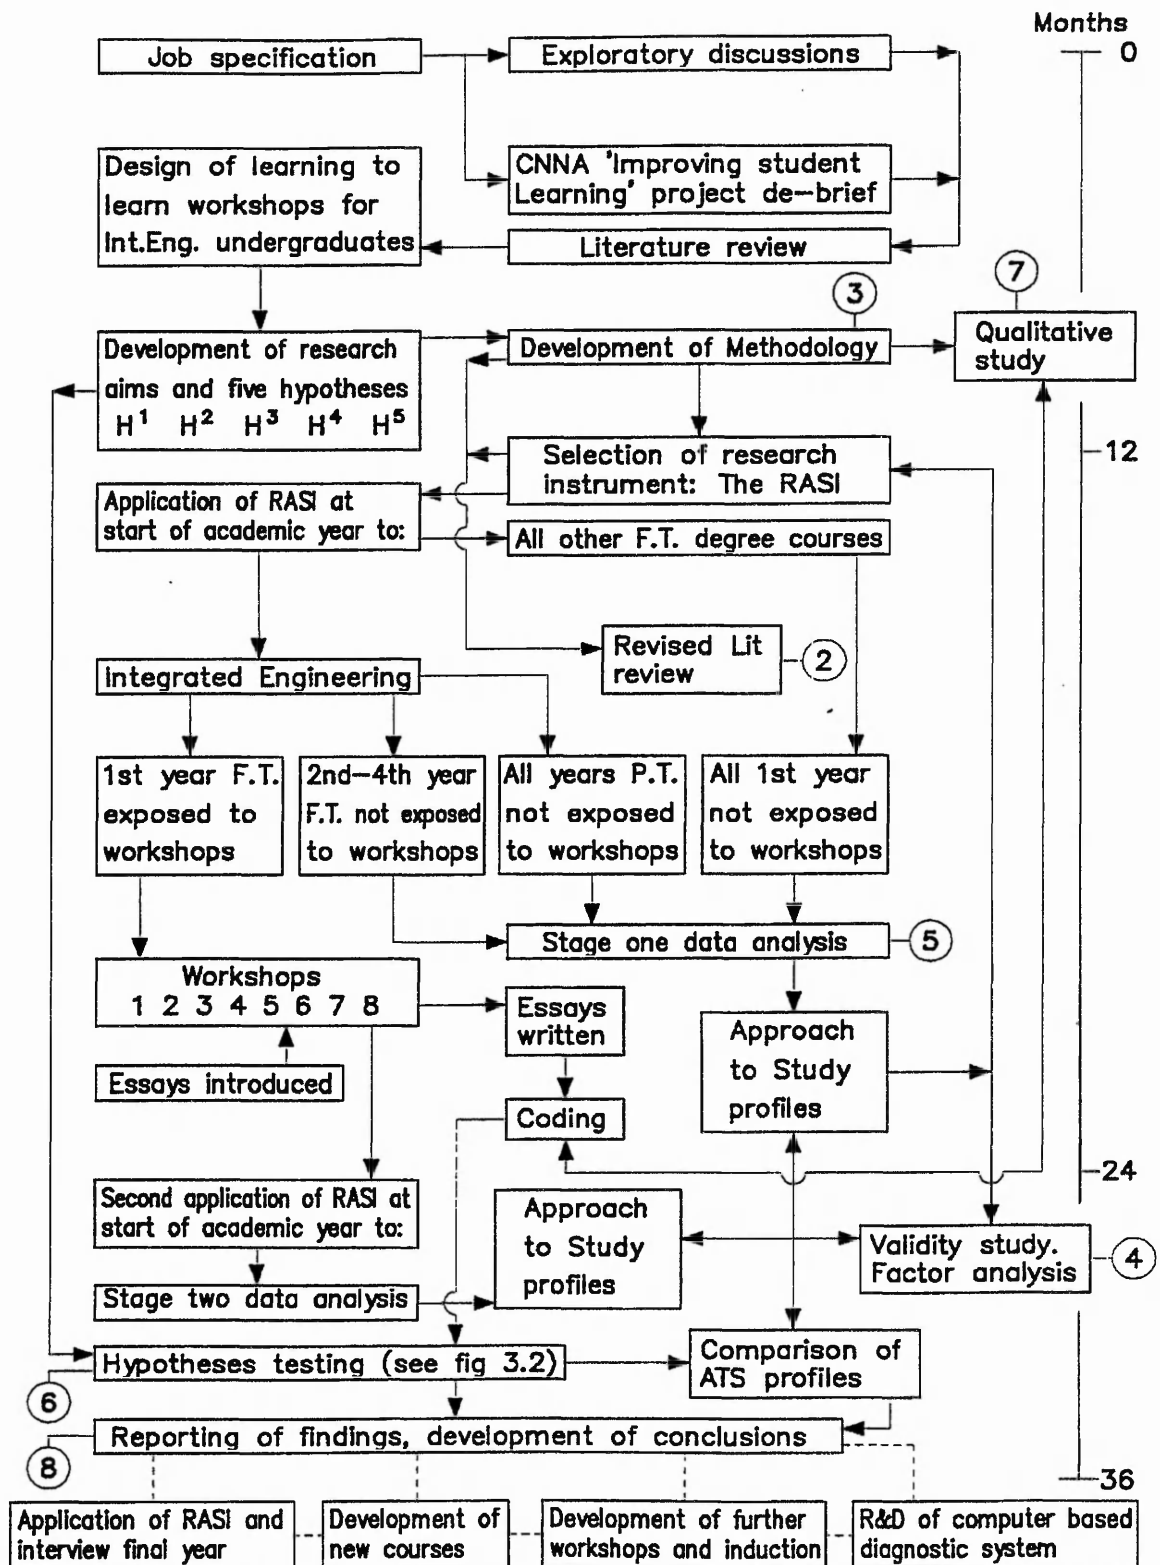 Months
Job specification
Exploratory discussions
0
Design of learning to
learn workshops for
Int.Eng. undergraduates
CNNA 'Improving student
Learning' project de-brief
Literature review
7
3
Development of research
aims and five hypotheses
H1 H2 H3 H4 H5
Development of Methodology
Qualitative
study
12
Selection of research
instrument: The RASI
Application of RASI at
start of academic year to:
All other F.T. degree courses
Revised Lit
review
2
Integrated Engineering
1st year F.T.
exposed to
workshops
2nd-4th year
F.T. not exposed
to workshops
All years P.T.
not exposed
to workshops
All 1st year
not exposed
to workshops
Stage one data analysis
5
Workshops
1 2 3 4 5 6 7 8
Essays
written
Approach
to Study
profiles
Essays introduced
Coding
24
Second application of RASI at
start of academic year to:
Approach
to Study
profiles
Validity study.
Factor analysis
4
Stage two data analysis
Hypotheses testing (see fig 3.2)
Comparison of
ATS profiles
6
Reporting of findings, development of conclusions
8
36
Application of RASI and
interview final year
Development of
new courses
Development of further
workshops and induction
R&D of computer based
diagnostic system